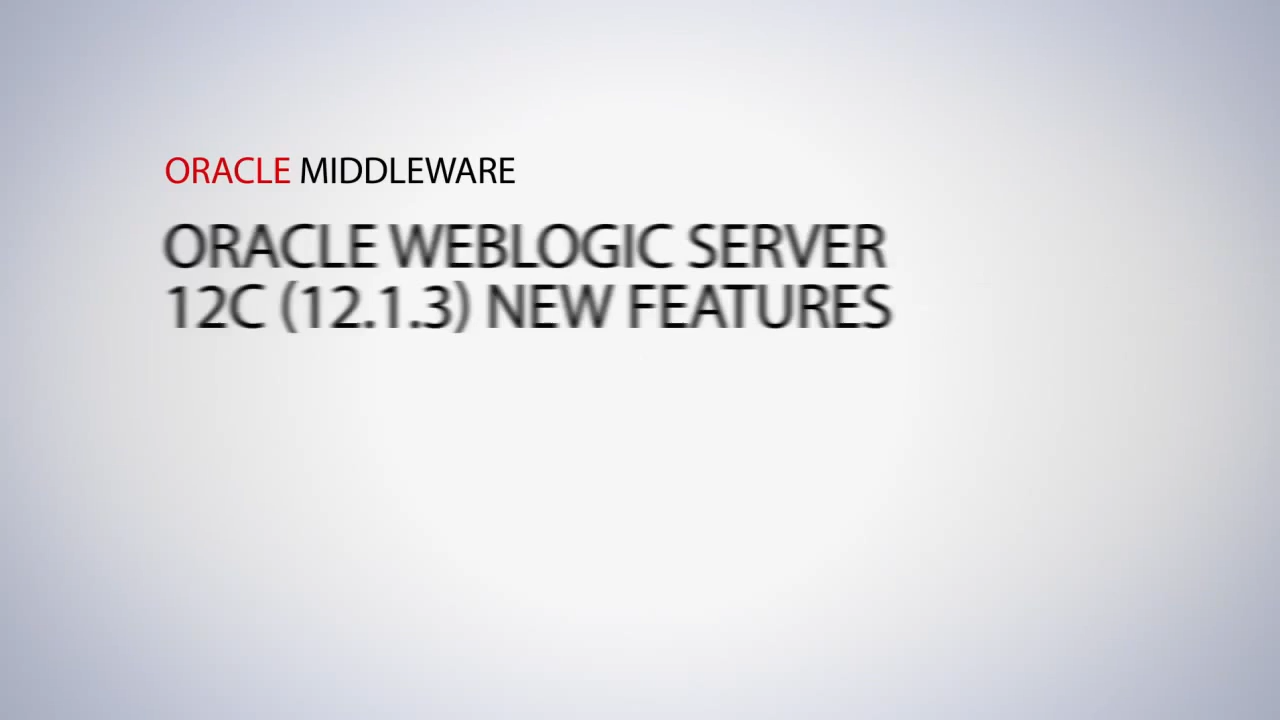 ORACLE MIDDLEWARE
ORACLE WEBLOGIC SERVER
12C (12.1.3) NEW FEATURES